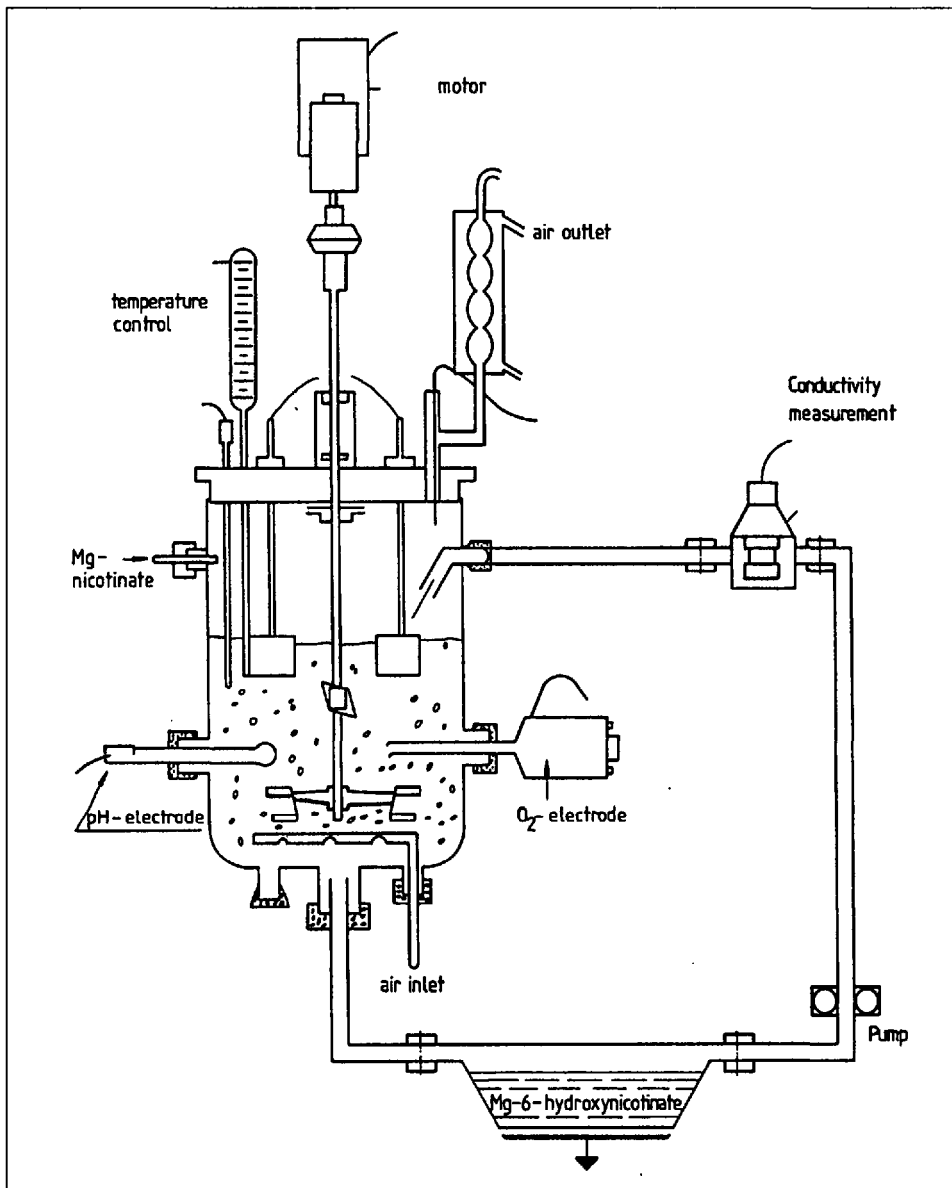 motor
air outlet
temperature
control
Conductivity
measurement
Mg-
nicotinate
pH-electrode
O₂-electrode
air inlet
Pump
Mg-6-hydroxynicotinate